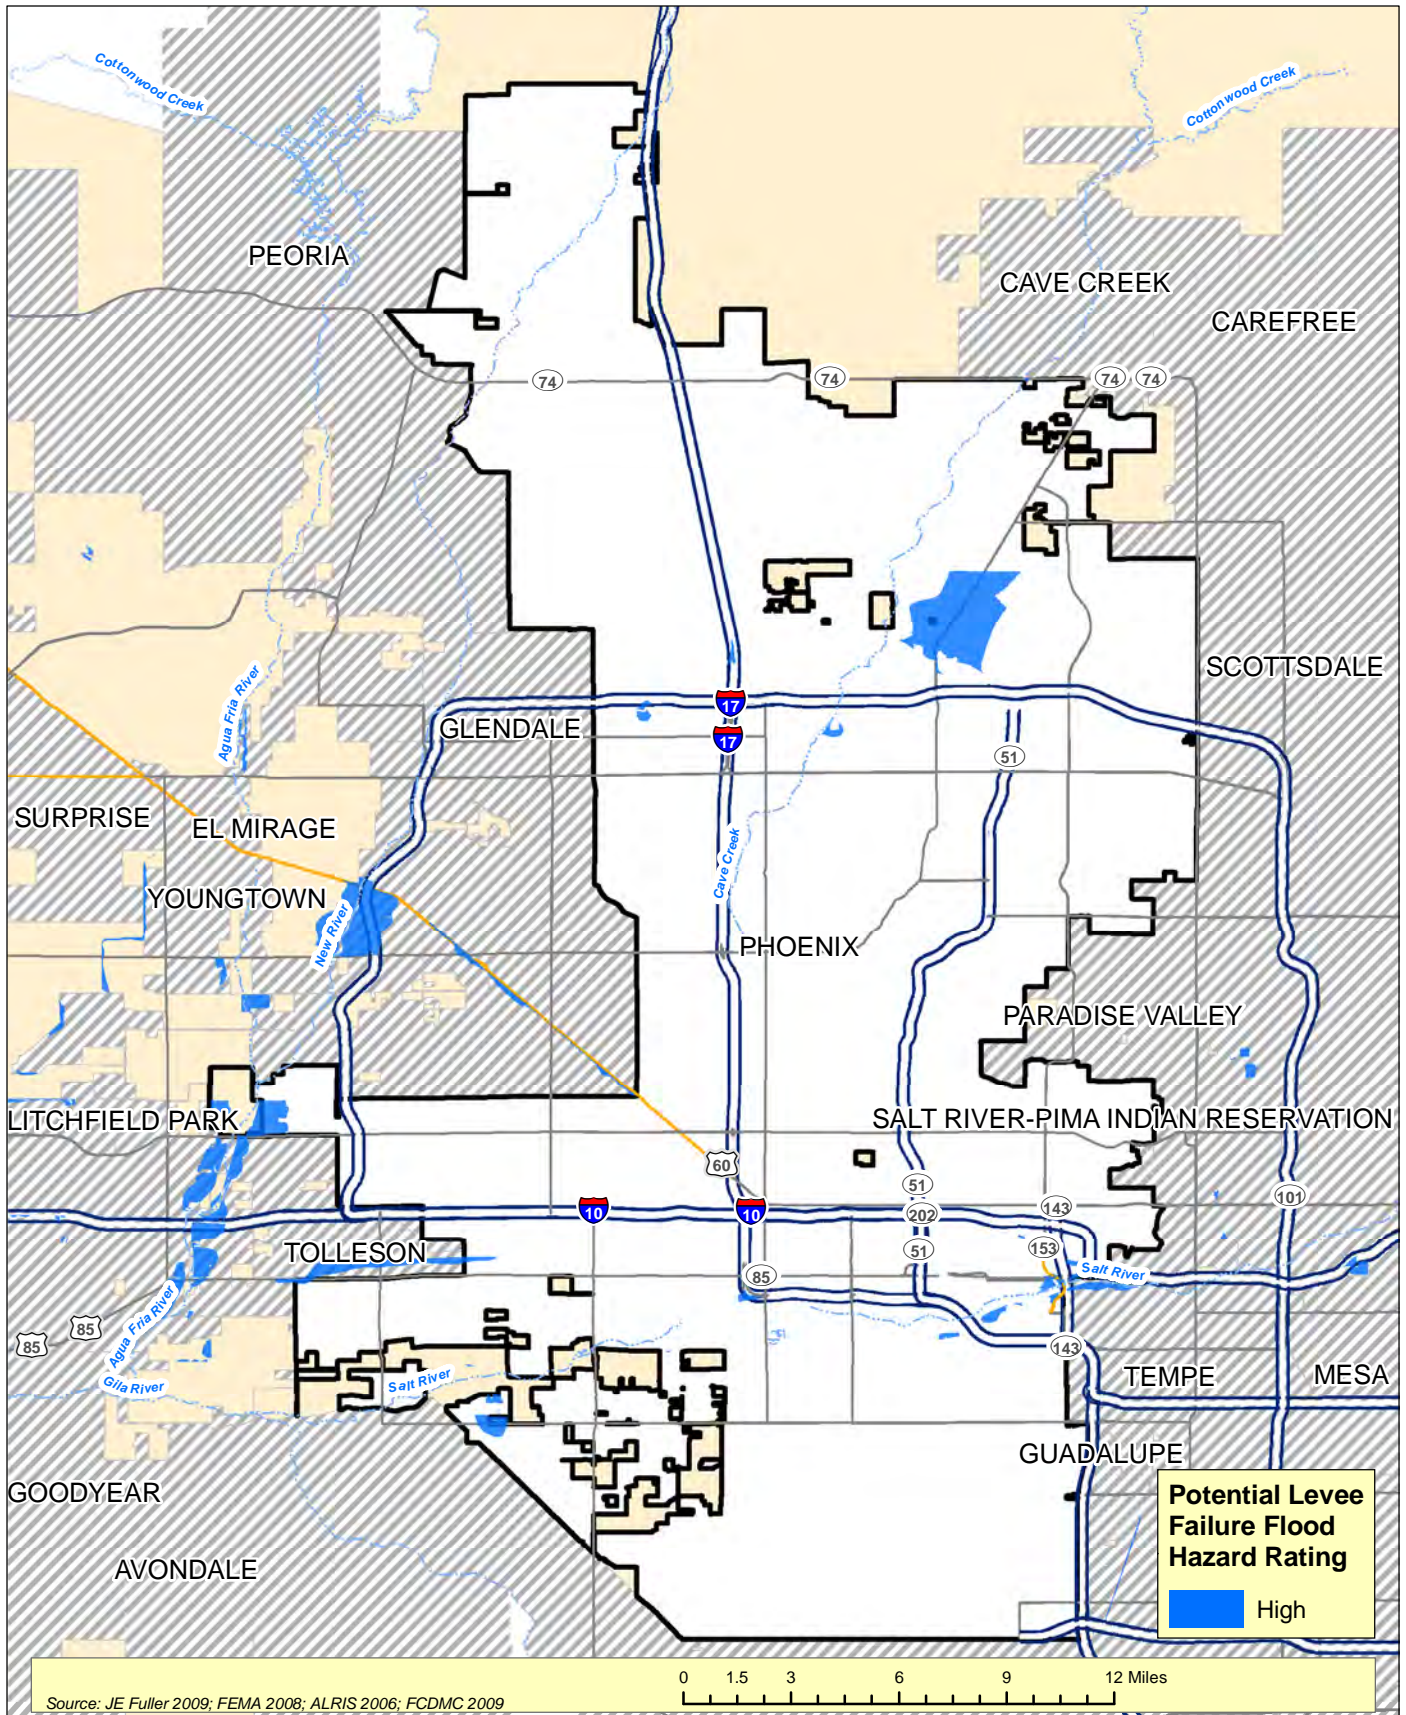 Cottonwood Creek
Cottonwood Creek
PEORIA
CAVE CREEK
CAREFREE
74
74
74
74
SCOTTSDALE
Agua Fria River
17
GLENDALE
17
51
SURPRISE
EL MIRAGE
Cave Creek
YOUNGTOWN
New River
PHOENIX
PARADISE VALLEY
LITCHFIELD PARK
SALT RIVER-PIMA INDIAN RESERVATION
60
51
101
10
10
202
143
TOLLESON
51
153
Salt River
85
Agua Fria River
85
85
143
Gila River
Salt River
TEMPE
MESA
GUADALUPE
GOODYEAR
AVONDALE
Potential Levee
Failure Flood
Hazard Rating
High
0 1.5 3 6 9 12 Miles
Source: JE Fuller 2009; FEMA 2008; ALRIS 2006; FCDMC 2009